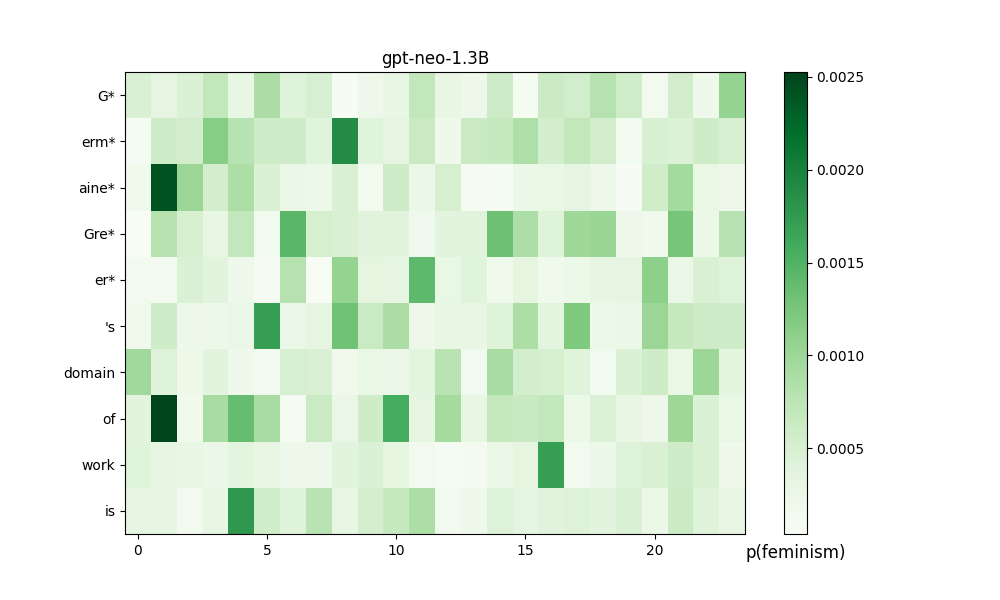 gpt-neo-1.3B
G*
erm*
aine*
Gre*
er*
's
domain
of
work
is
0 5 10 15 20
0.0025
0.0020
0.0015
0.0010
0.0005
p(feminism)